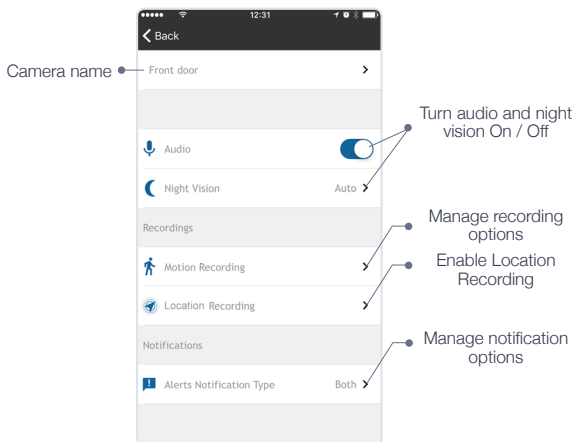 12:31
Back
Camera name
Front door
Turn audio and night
vision On / Off
Audio
Night Vision
Auto
Recordings
Manage recording
options
Motion Recording
Enable Location
Recording
Location Recording
Notifications
Manage notification
options
Alerts Notification Type
Both